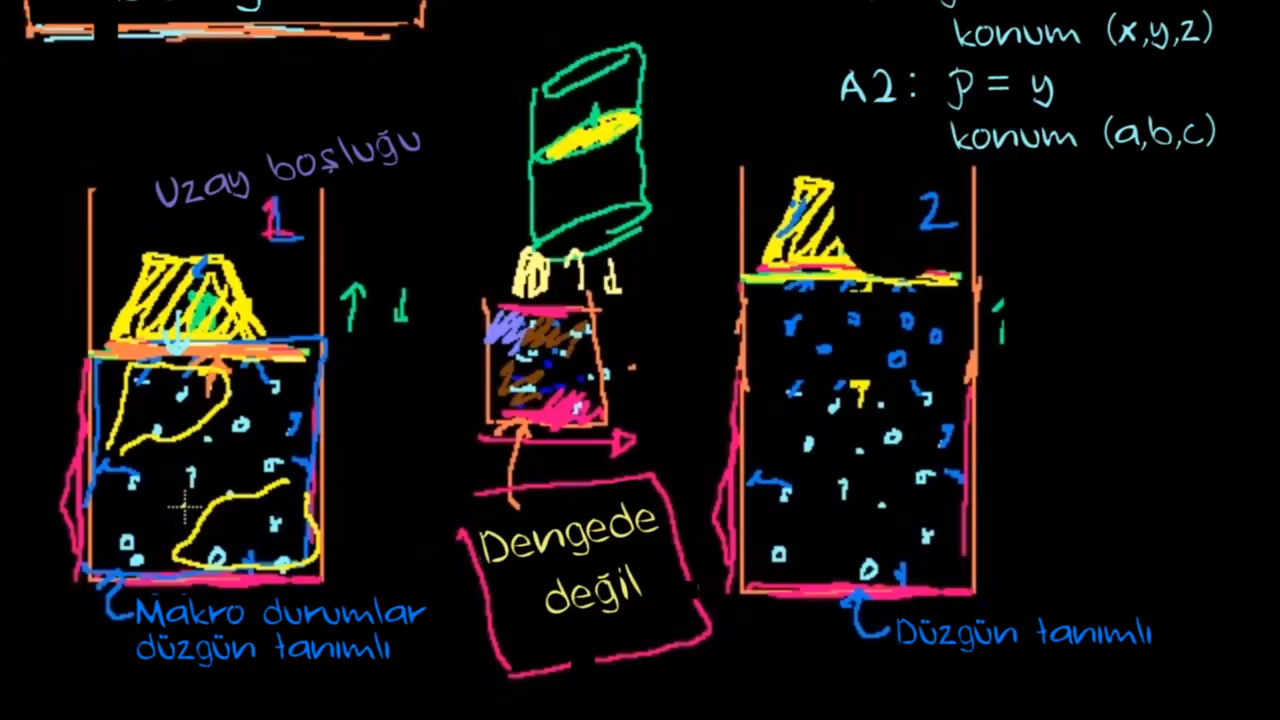 konum (x,y,z)
A2: p = y
konum (a,b,c)
Uzay boşluğu
1
2
Dengede
değil
Makro durumlar
düzgün tanımlı
Düzgün tanımlı